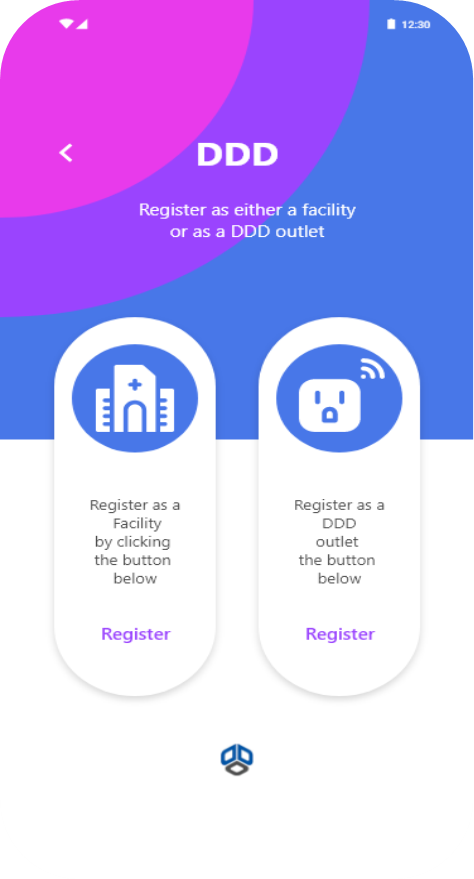 12:30
DDD
Register as either a facility
or as a DDD outlet
Register as a
Facility
by clicking
the button
below
Register
Register as a
DDD
outlet
the button
below
Register